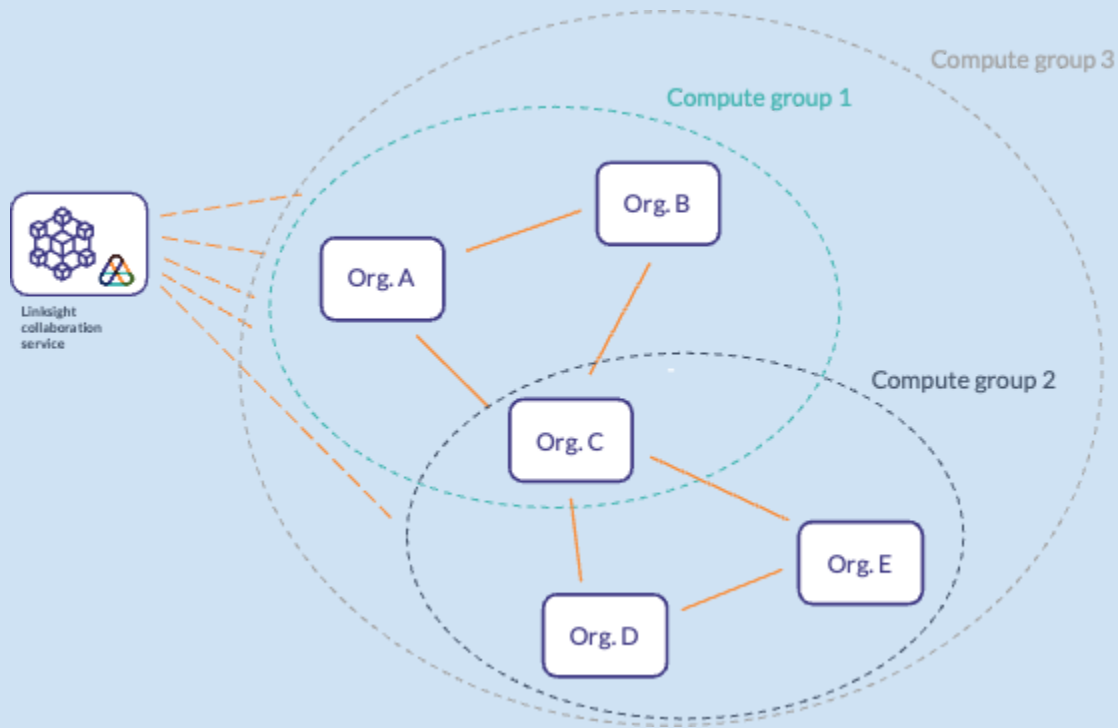 Compute group 3
Compute group 1
Org. B
Org. A
Linksight
collaboration
service
Compute group 2
Org. C
Org. E
Org. D